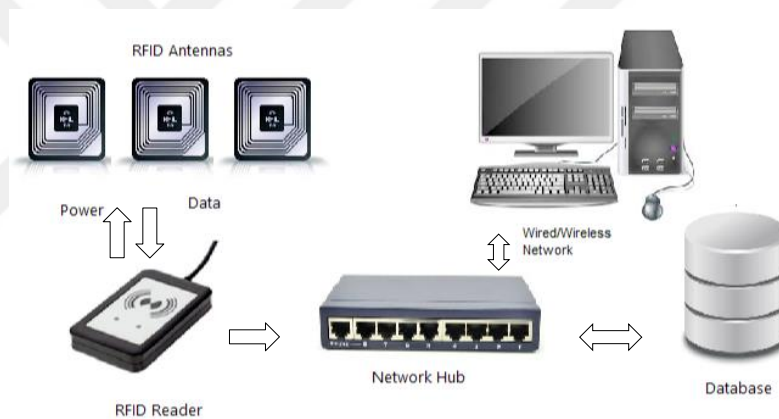 RFID Antennas
Power
Data
Wired/Wireless
Network
Network Hub
Database
RFID Reader